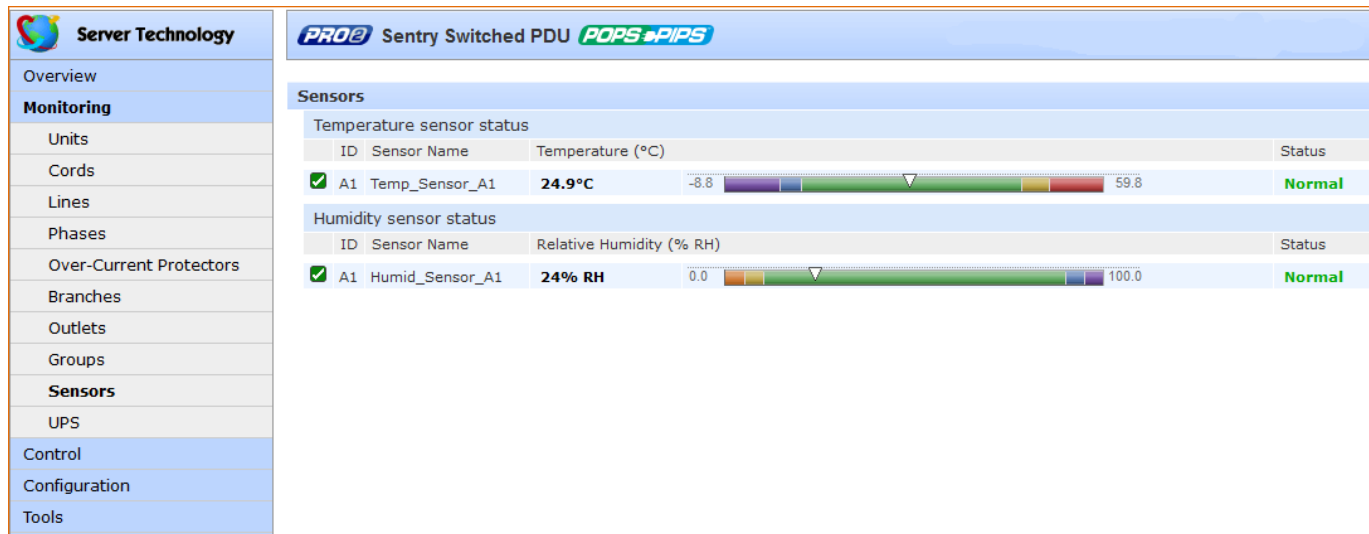 Server Technology
PRO2 Sentry Switched PDU POPS PIPS
Overview
Monitoring
Units
Cords
Lines
Phases
Over-Current Protectors
Branches
Outlets
Groups
Sensors
UPS
Control
Configuration
Tools
Sensors
Temperature sensor status
ID Sensor Name Temperature (°C) Status
A1 Temp_Sensor_A1 24.9°C -8.8 59.8 Normal
Humidity sensor status
ID Sensor Name Relative Humidity (% RH) Status
A1 Humid_Sensor_A1 24% RH 0.0 100.0 Normal